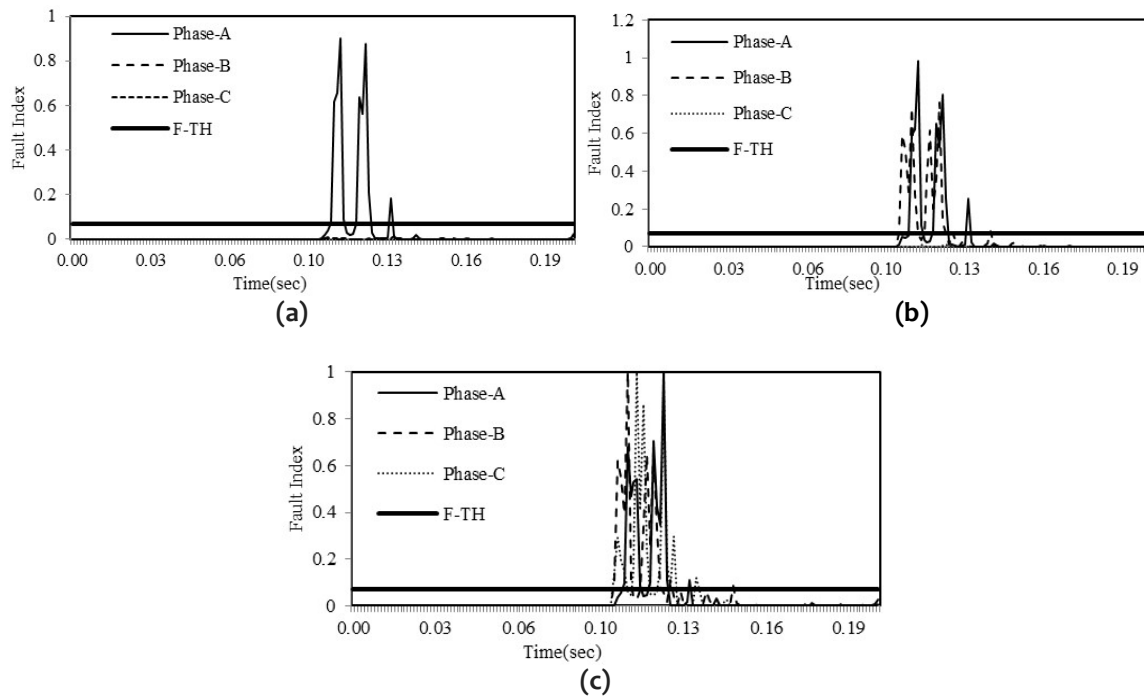 1
0.8
0.6
0.4
0.2
0
Fault Index
Phase-A
Phase-B
Phase-C
F-TH
0.00 0.03 0.06 0.10 0.13 0.16 0.19
Time(sec)
(a)
1.2
1
0.8
0.6
0.4
0.2
0
Fault Index
Phase-A
Phase-B
Phase-C
F-TH
0.00 0.03 0.06 0.10 0.13 0.16 0.19
Time(sec)
(b)
1
0.8
0.6
0.4
0.2
0
Fault Index
Phase-A
Phase-B
Phase-C
F-TH
0.00 0.03 0.06 0.10 0.13 0.16 0.19
Time(sec)
(c)